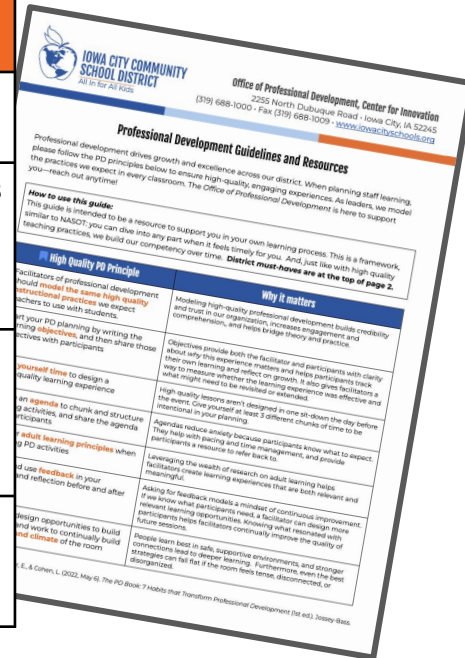 IOWA CITY COMMUNITY
SCHOOL DISTRICT
All In for All Kids
Office of Professional Development, Center for Innovation
2255 North Dubuque Road · Iowa City, IA 52245
(319) 688-1000 · Fax (319) 688-1009 · www.iowacityschools.org
Professional Development Guidelines and Resources
Professional development drives growth and excellence across our district. When planning staff learning,
please follow the PD principles below to ensure high-quality, engaging experiences. As leaders, we model
the practices we expect in every classroom. The Office of Professional Development is here to support
you—reach out anytime!
How to use this guide:
This guide is intended to be a resource to support you in your own learning process. This is a framework,
similar to NASOT: you can dive into any part when it feels timely for you. And, just like with high quality
teaching practices, we build our competency over time. District must-haves are at the top of page 2.
High Quality PD Principle
Why it matters
Facilitators of professional development
should model the same high quality
instructional practices we expect
teachers to use with students.
Modeling high-quality professional development builds credibility
and trust in our organization, increases engagement and
comprehension, and helps bridge theory and practice.
your PD planning by writing the
objectives, and then share those
with participants
Objectives provide both the facilitator and participants with clarity
about why this experience matters and helps participants track
their own learning and reflect on growth. It also gives facilitators a
way to measure whether the learning experience was effective and
what might need to be revisited or extended.
yourself time to design a
quality learning experience
High quality lessons aren't designed in one sit-down the day before
the event. Give yourself at least 3 different chunks of time to be
intentional in your planning.
an agenda to chunk and structure
activities, and share the agenda
Agendas reduce anxiety because participants know what to expect.
They help with pacing and time management, and provide
participants a resource to refer back to.
adult learning principles when
PD activities
Leveraging the wealth of research on adult learning helps
facilitators create learning experiences that are both relevant and
meaningful.
use feedback in your
and reflection before and after
Asking for feedback models a mindset of continuous improvement.
If we know what participants need, a facilitator can design more
relevant learning opportunities. Knowing what resonated with
participants helps facilitators continually improve the quality of
future sessions.
design opportunities to build
and work to continually build
and climate of the room
People learn best in safe, supportive environments, and stronger
connections lead to deeper learning. Furthermore, even the best
strategies can fall flat if the room feels tense, disconnected, or
disorganized.
E., & Cohen, L. (2022, May 6). The PD Book: 7 Habits that Transform Professional Development (1st ed.). Jossey-Bass.